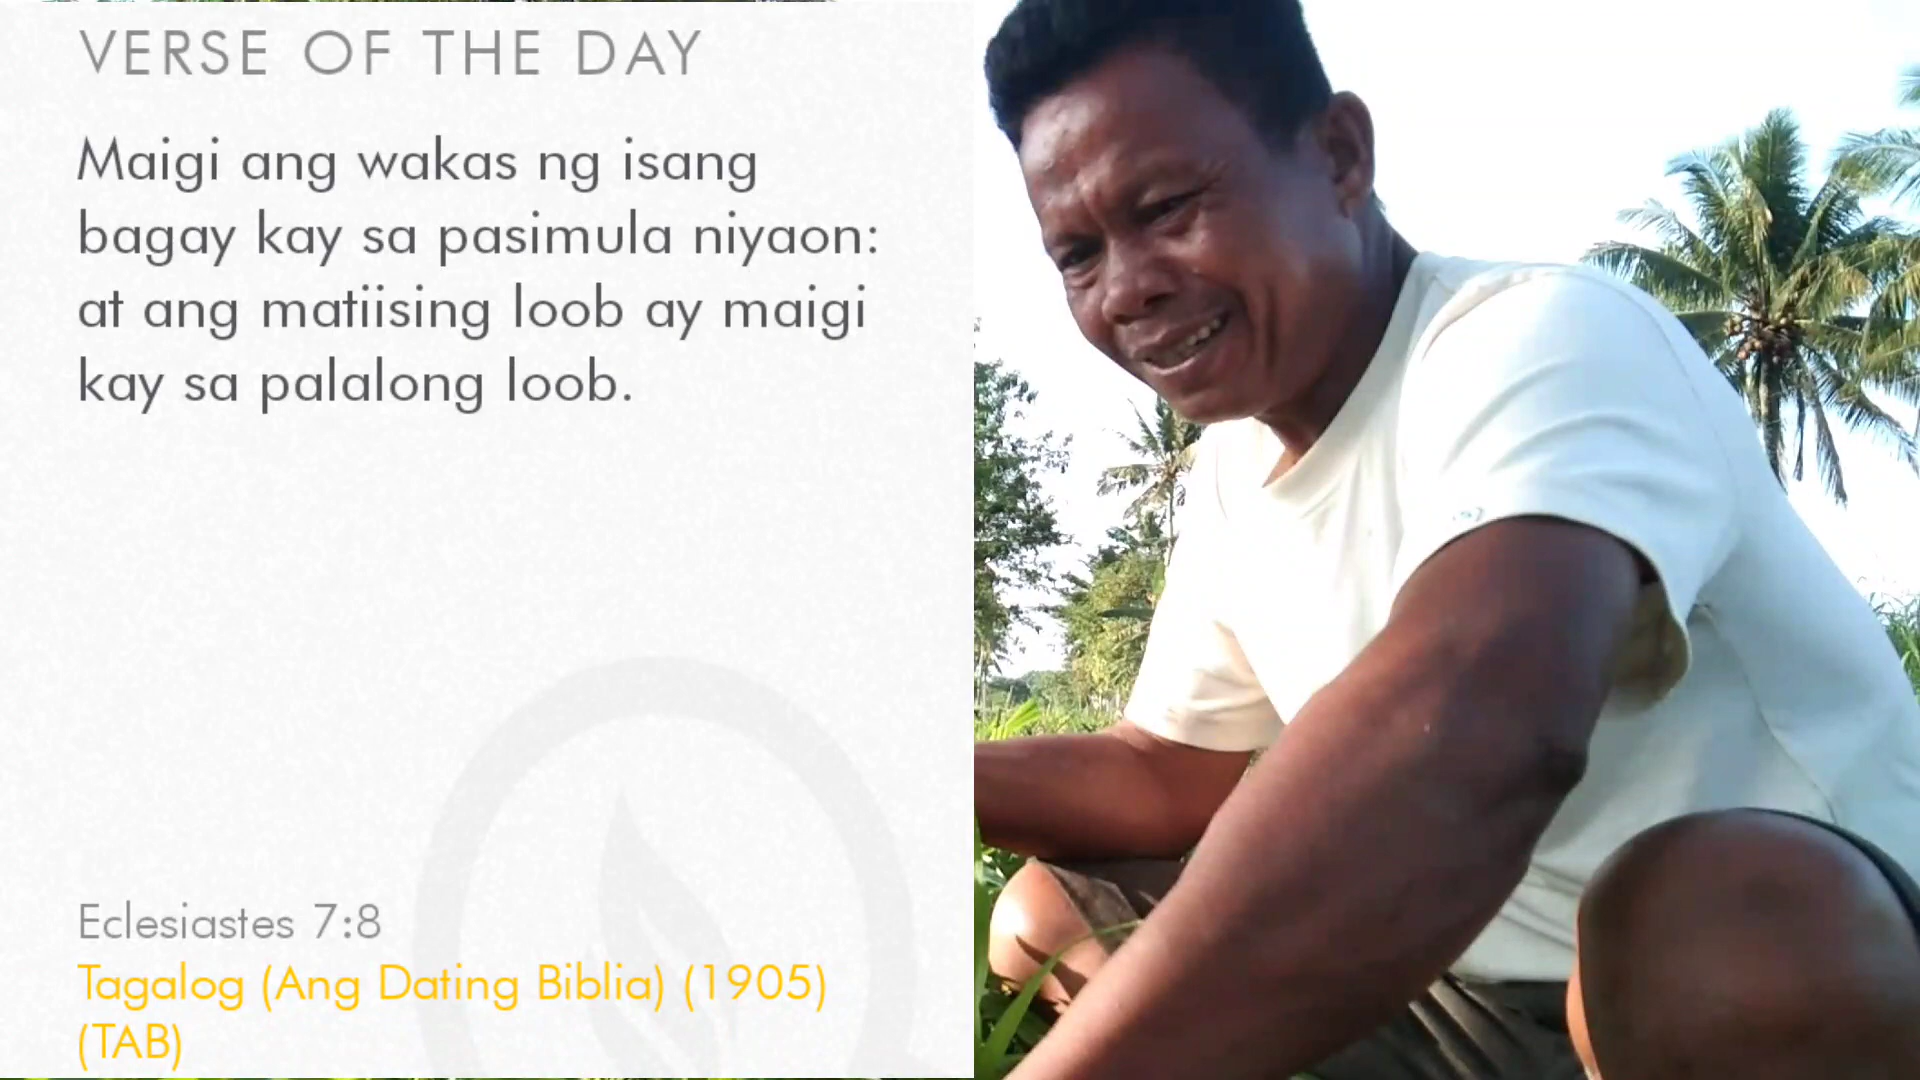 VERSE OF THE DAY
Maigi ang wakas ng isang
bagay kay sa pasimula niyaon:
at ang matiising loob ay maigi
kay sa palalong loob.
Eclesiastes 7:8
Tagalog (Ang Dating Biblia) (1905)
(TAB)